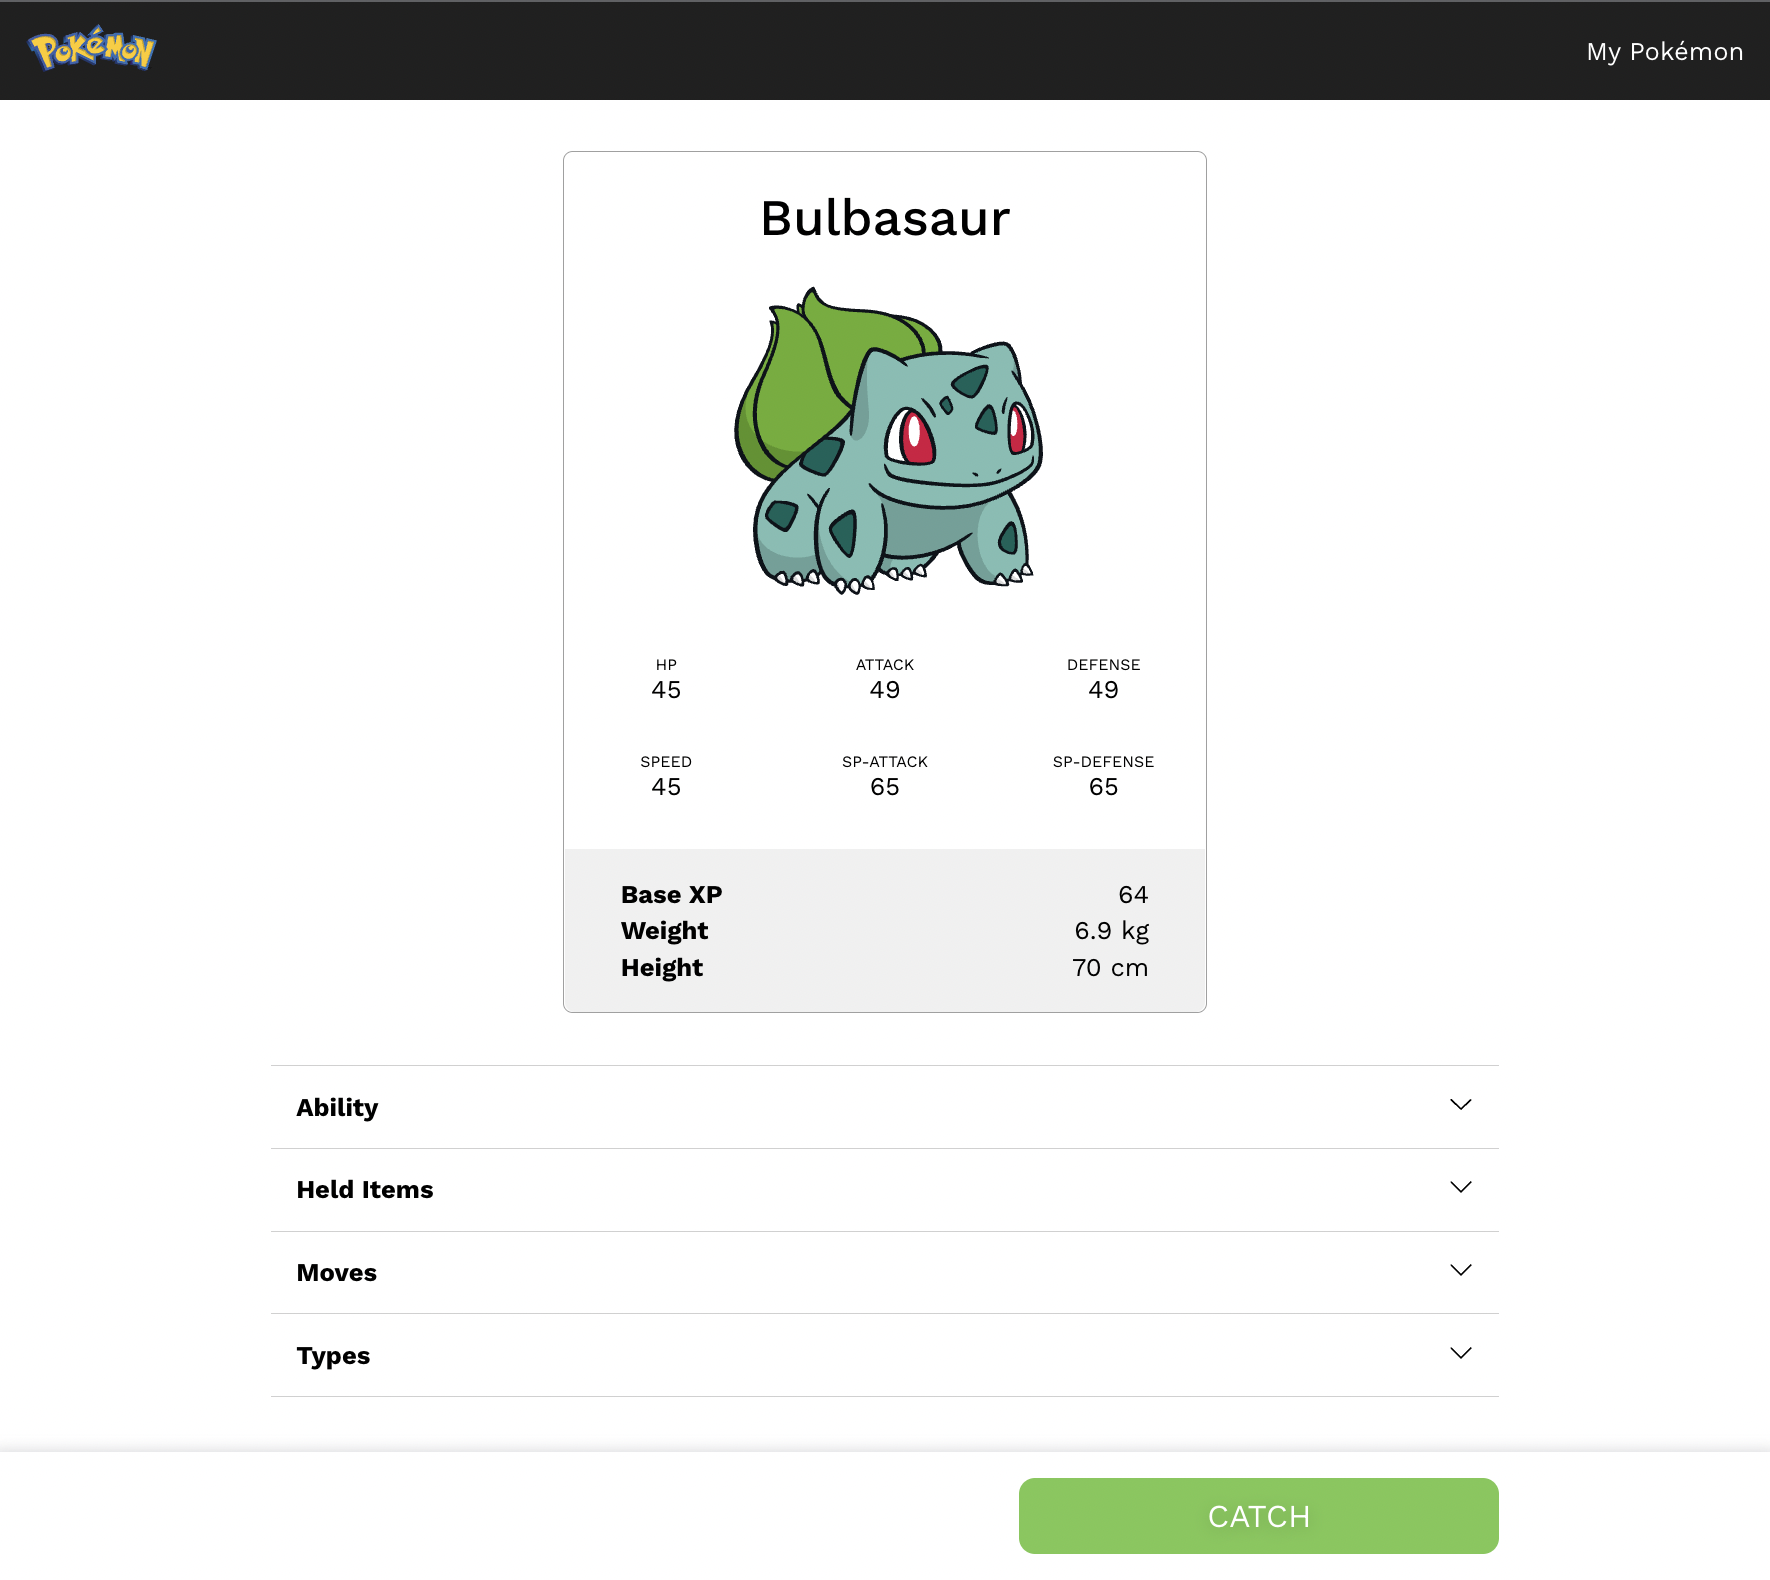 Pokémon
My Pokémon
Bulbasaur
HP ATTACK DEFENSE
45 49 49
SPEED SP-ATTACK SP-DEFENSE
45 65 65
Base XP 64
Weight 6.9 kg
Height 70 cm
Ability
Held Items
Moves
Types
CATCH